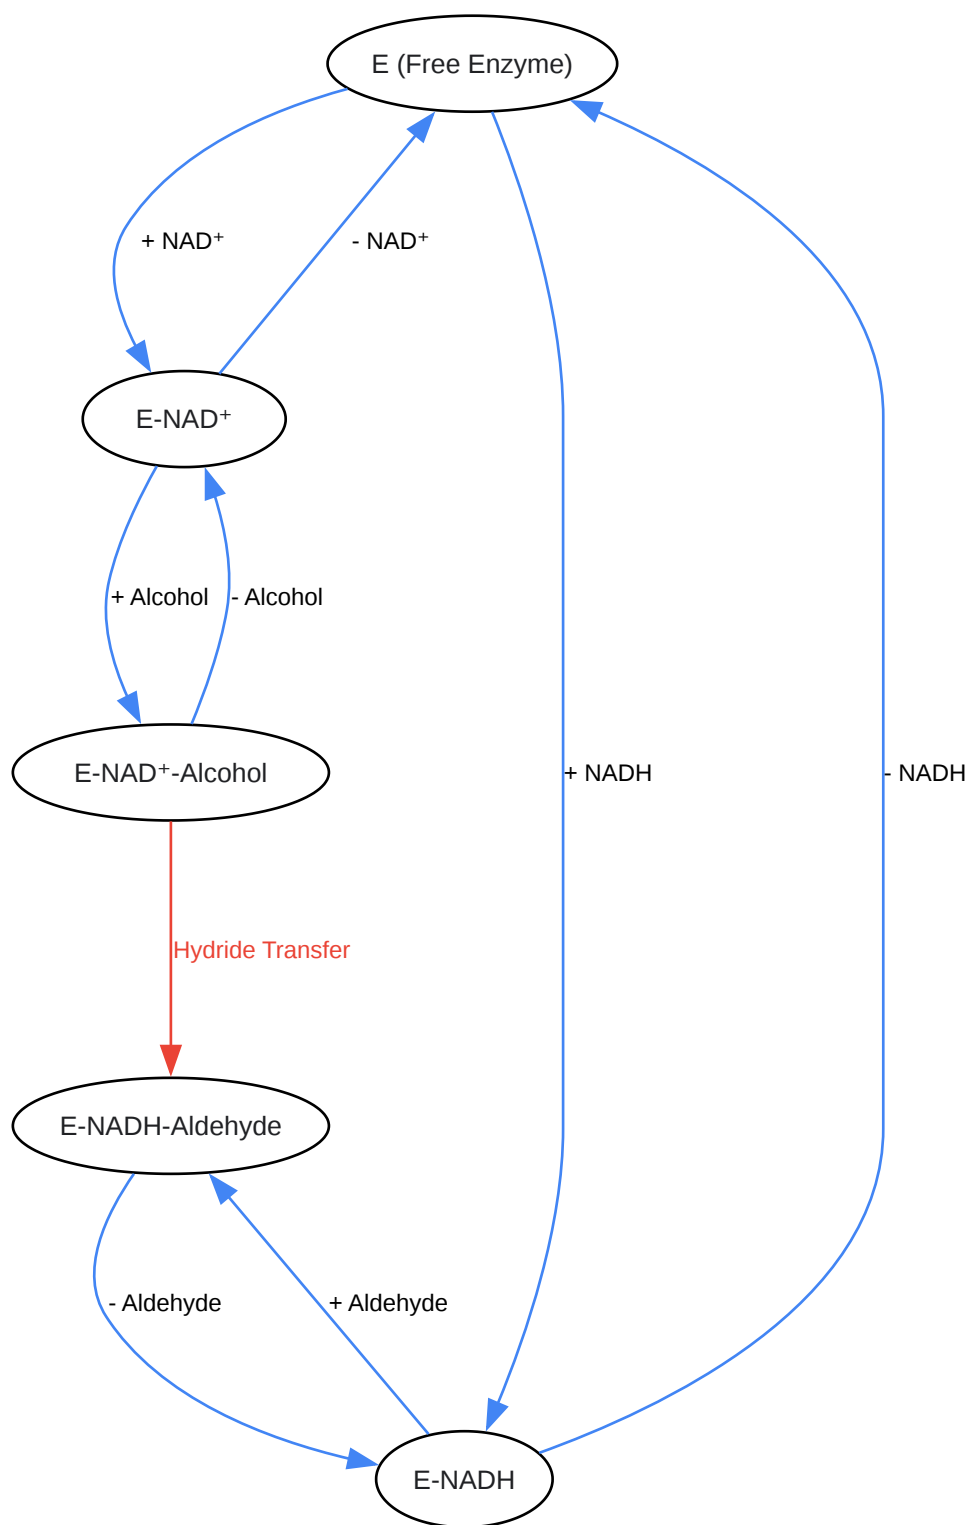 E (Free Enzyme)
+ NAD⁺
- NAD⁺
E-NAD⁺
+ Alcohol
- Alcohol
E-NAD⁺-Alcohol
+ NADH
- NADH
Hydride Transfer
E-NADH-Aldehyde
- Aldehyde
+ Aldehyde
E-NADH